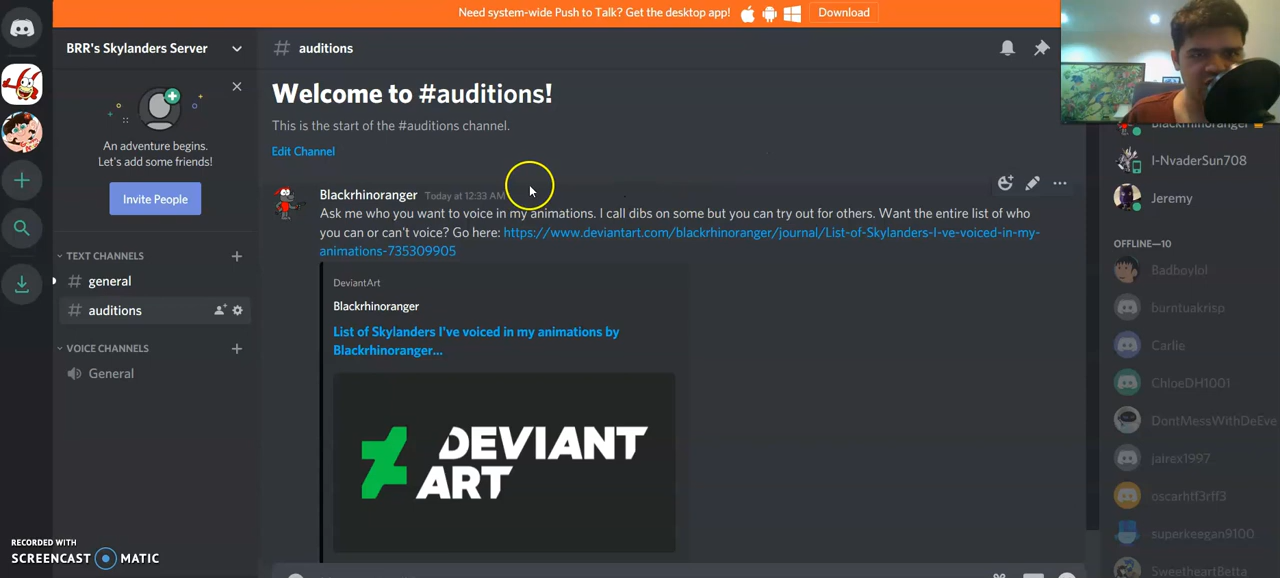 Need system-wide Push to Talk? Get the desktop app! Download
BRR's Skylanders Server
auditions
An adventure begins.
Let's add some friends!
Invite People
TEXT CHANNELS
general
auditions
VOICE CHANNELS
General
Welcome to #auditions!
This is the start of the #auditions channel.
Edit Channel
Blackrhinoranger Today at 12:33 AM
Ask me who you want to voice in my animations. I call dibs on some but you can try out for others. Want the entire list of who
you can or can't voice? Go here: https://www.deviantart.com/blackrhinoranger/journal/List-of-Skylanders-I-ve-voiced-in-my-
animations-735309905
DeviantArt
Blackrhinoranger
List of Skylanders I've voiced in my animations by
Blackrhinoranger...
DEVIANT
ART
Blackrhinoranger
I-NvaderSun708
Jeremy
OFFLINE—10
Badboylol
burntuakrisp
Carlie
ChloeDH1001
DontMessWithDeEve
jairex1997
oscarhtf3rff3
superkeegan9100
SweetheartBetta
RECORDED WITH
SCREENCAST MATIC